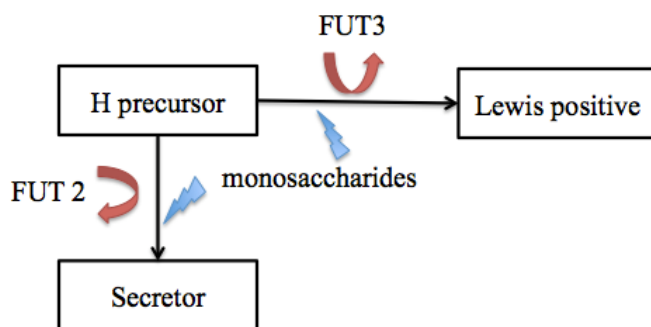 FUT3
H precursor
Lewis positive
FUT 2
monosaccharides
Secretor